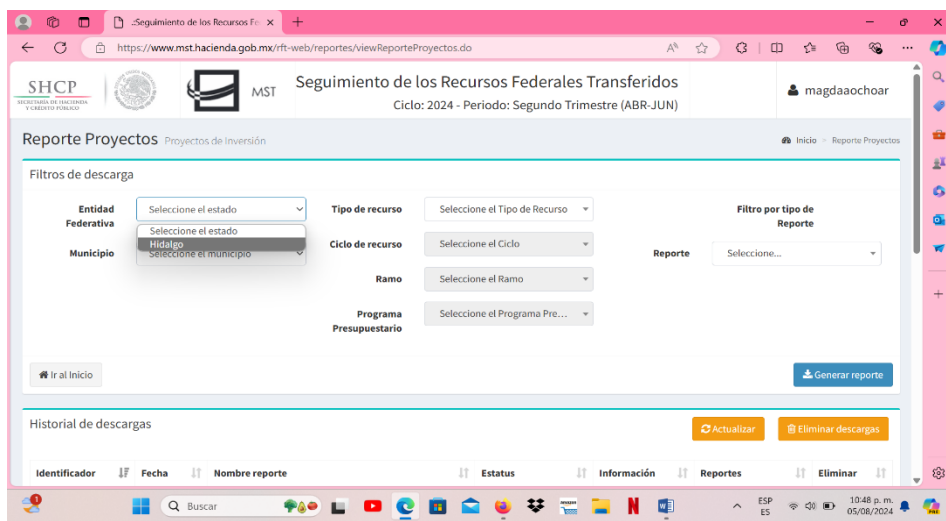 .:Seguimiento de los Recursos Fe
https://www.mst.hacienda.gob.mx/rft-web/reportes/viewReporteProyectos.do
SHCP
SECRETARÍA DE HACIENDA
Y CRÉDITO PÚBLICO
MST
Seguimiento de los Recursos Federales Transferidos
Ciclo: 2024 - Periodo: Segundo Trimestre (ABR-JUN)
magdaaochoar
Reporte Proyectos Proyectos de Inversión
Inicio > Reporte Proyectos
Filtros de descarga
Entidad Federativa
Seleccione el estado
Seleccione el estado
Hidalgo
Municipio
Seleccione el municipio
Tipo de recurso
Seleccione el Tipo de Recurso
Ciclo de recurso
Seleccione el Ciclo
Ramo
Seleccione el Ramo
Programa Presupuestario
Seleccione el Programa Pre...
Filtro por tipo de Reporte
Reporte
Seleccione...
Ir al Inicio
Generar reporte
Historial de descargas
Actualizar
Eliminar descargas
Identificador Fecha Nombre reporte Estatus Información Reportes Eliminar
Buscar
ESP
ES
10:48 p. m.
05/08/2024